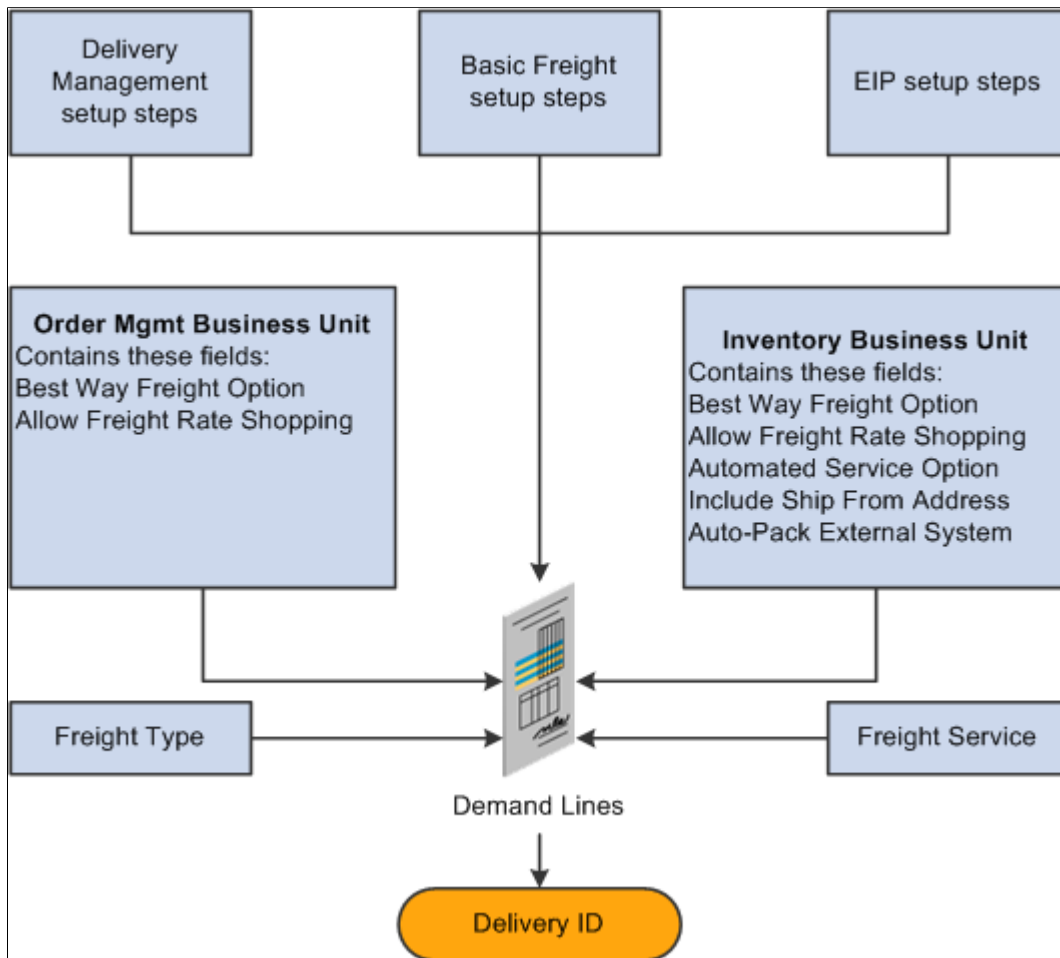 Delivery
Management
setup steps
Basic Freight
setup steps
EIP setup steps
Order Mgmt Business Unit
Contains these fields:
Best Way Freight Option
Allow Freight Rate Shopping
Inventory Business Unit
Contains these fields:
Best Way Freight Option
Allow Freight Rate Shopping
Automated Service Option
Include Ship From Address
Auto-Pack External System
Freight Type
Freight Service
Demand Lines
Delivery ID